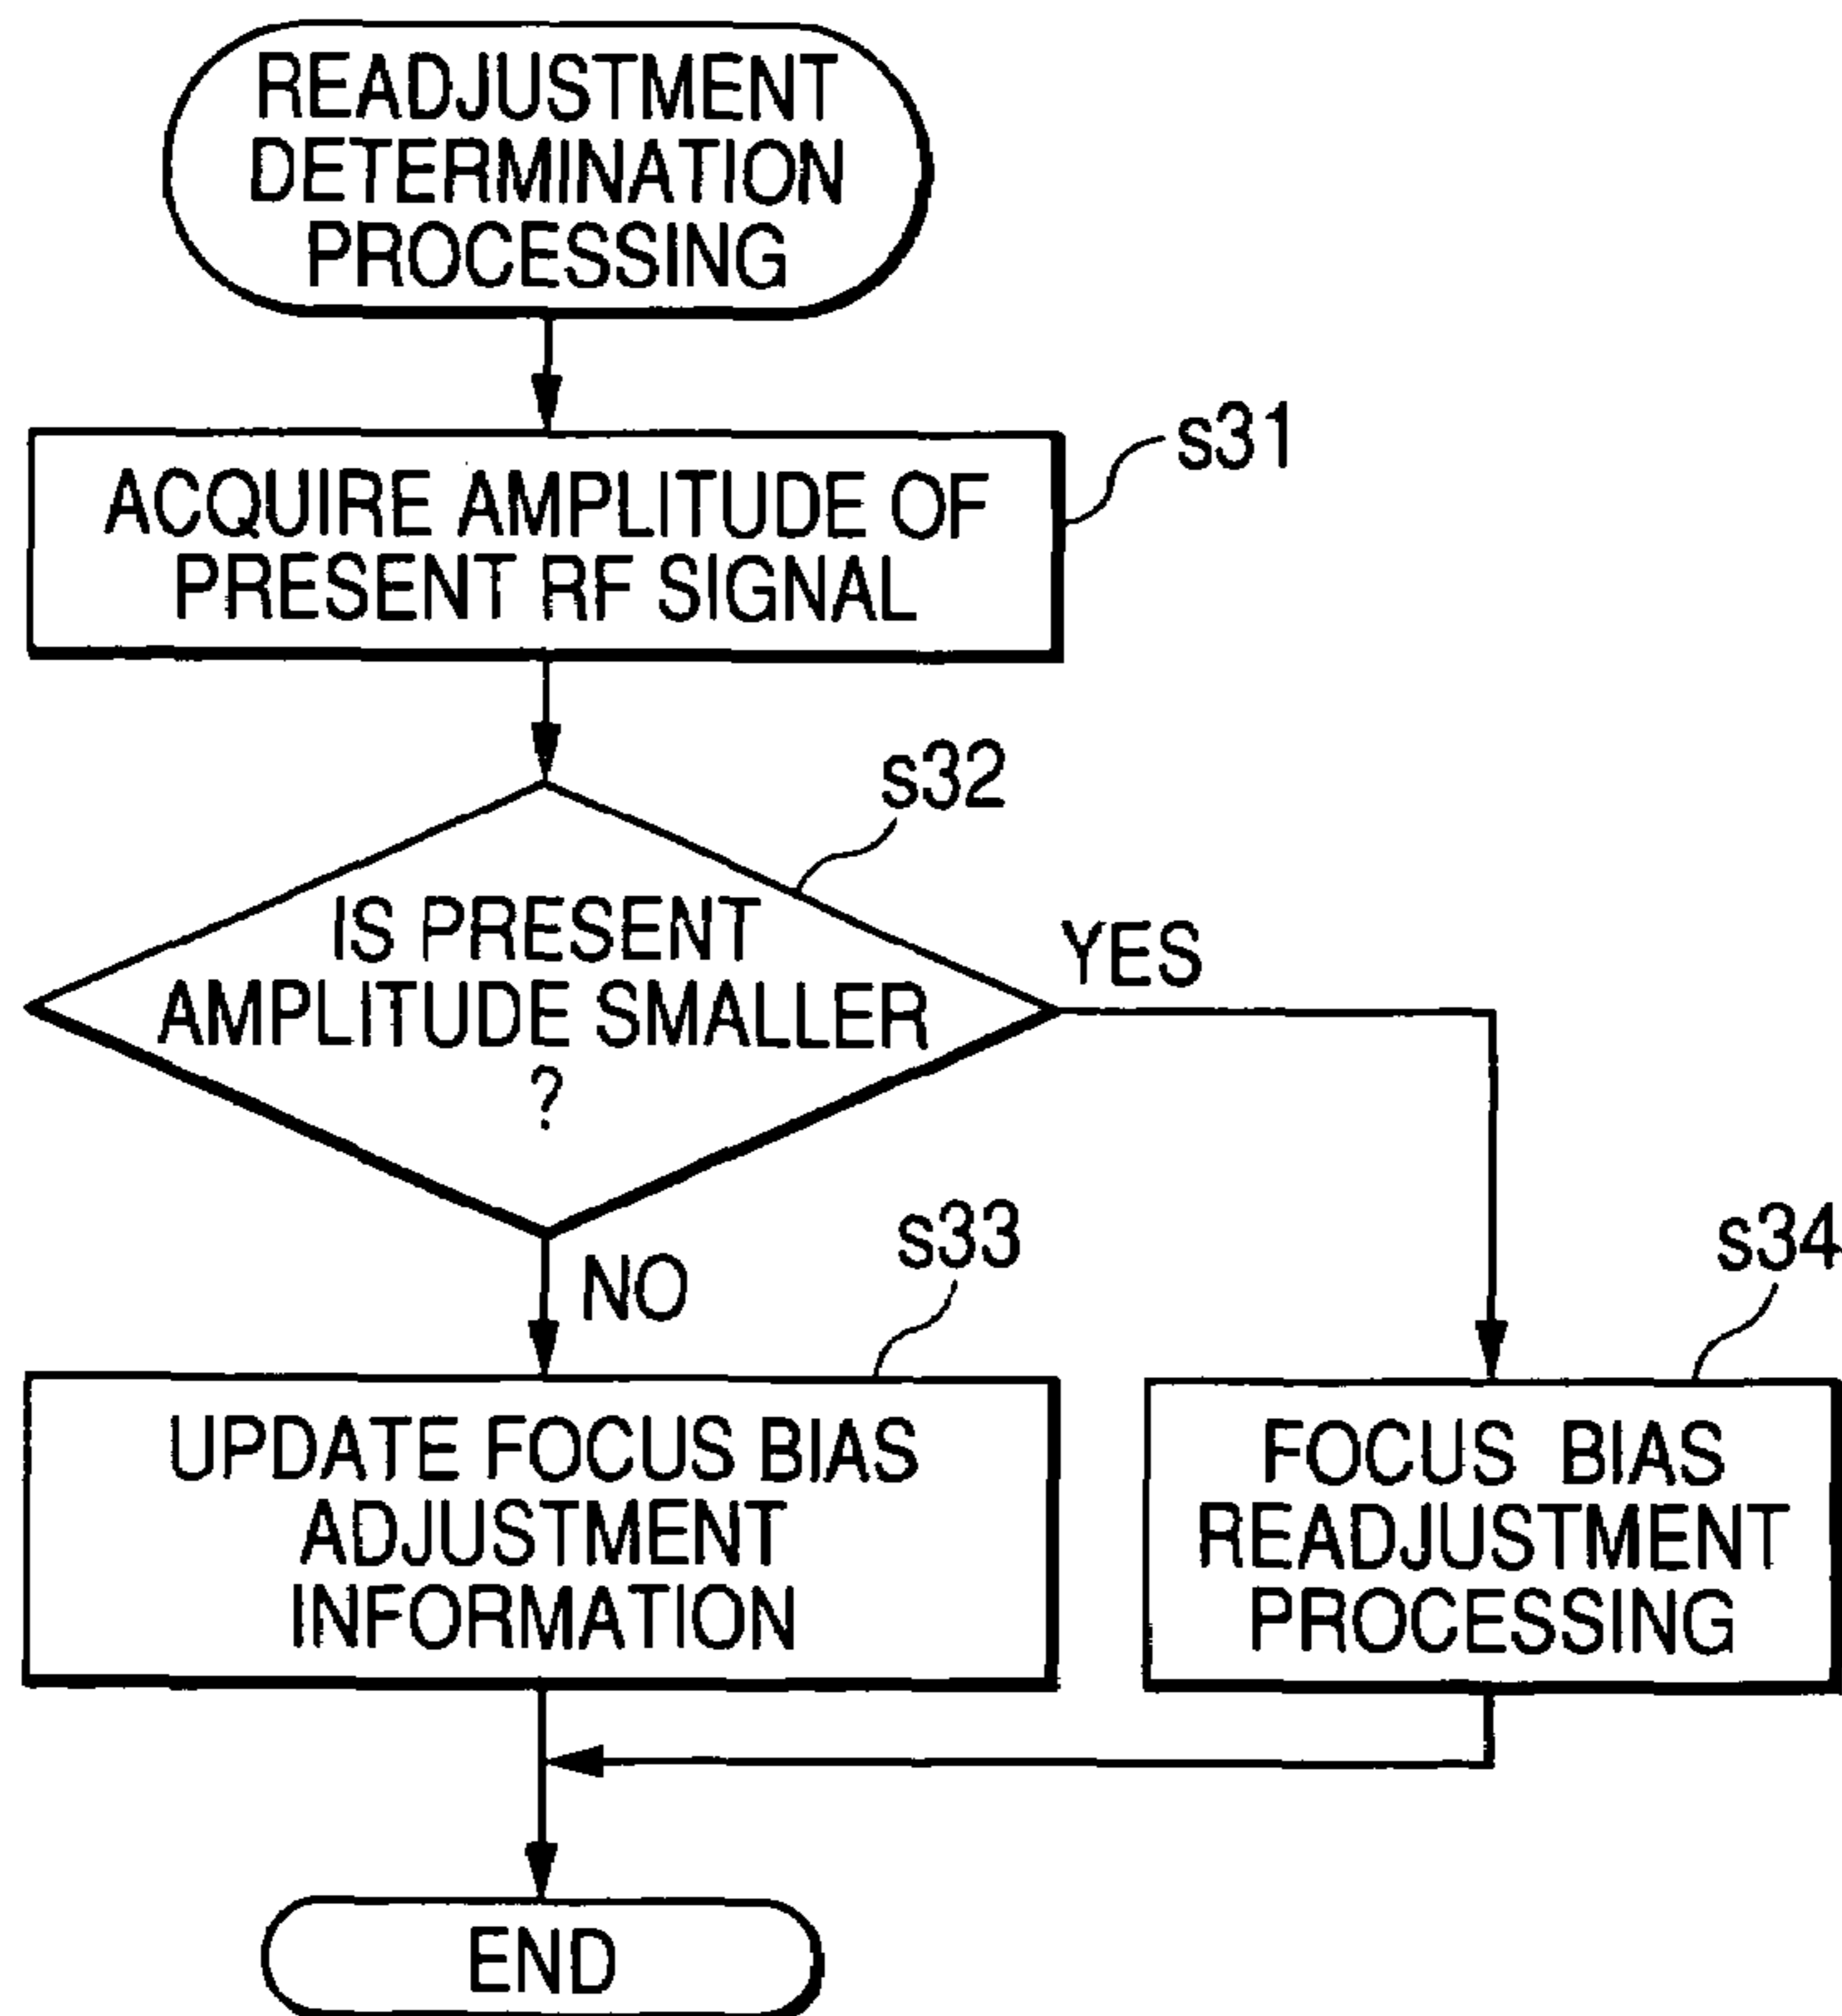 READJUSTMENT
DETERMINATION
PROCESSING
s31
ACQUIRE AMPLITUDE OF
PRESENT RF SIGNAL
s32
IS PRESENT
AMPLITUDE SMALLER
?
YES
NO
s33
s34
UPDATE FOCUS BIAS
ADJUSTMENT
INFORMATION
FOCUS BIAS
READJUSTMENT
PROCESSING
END